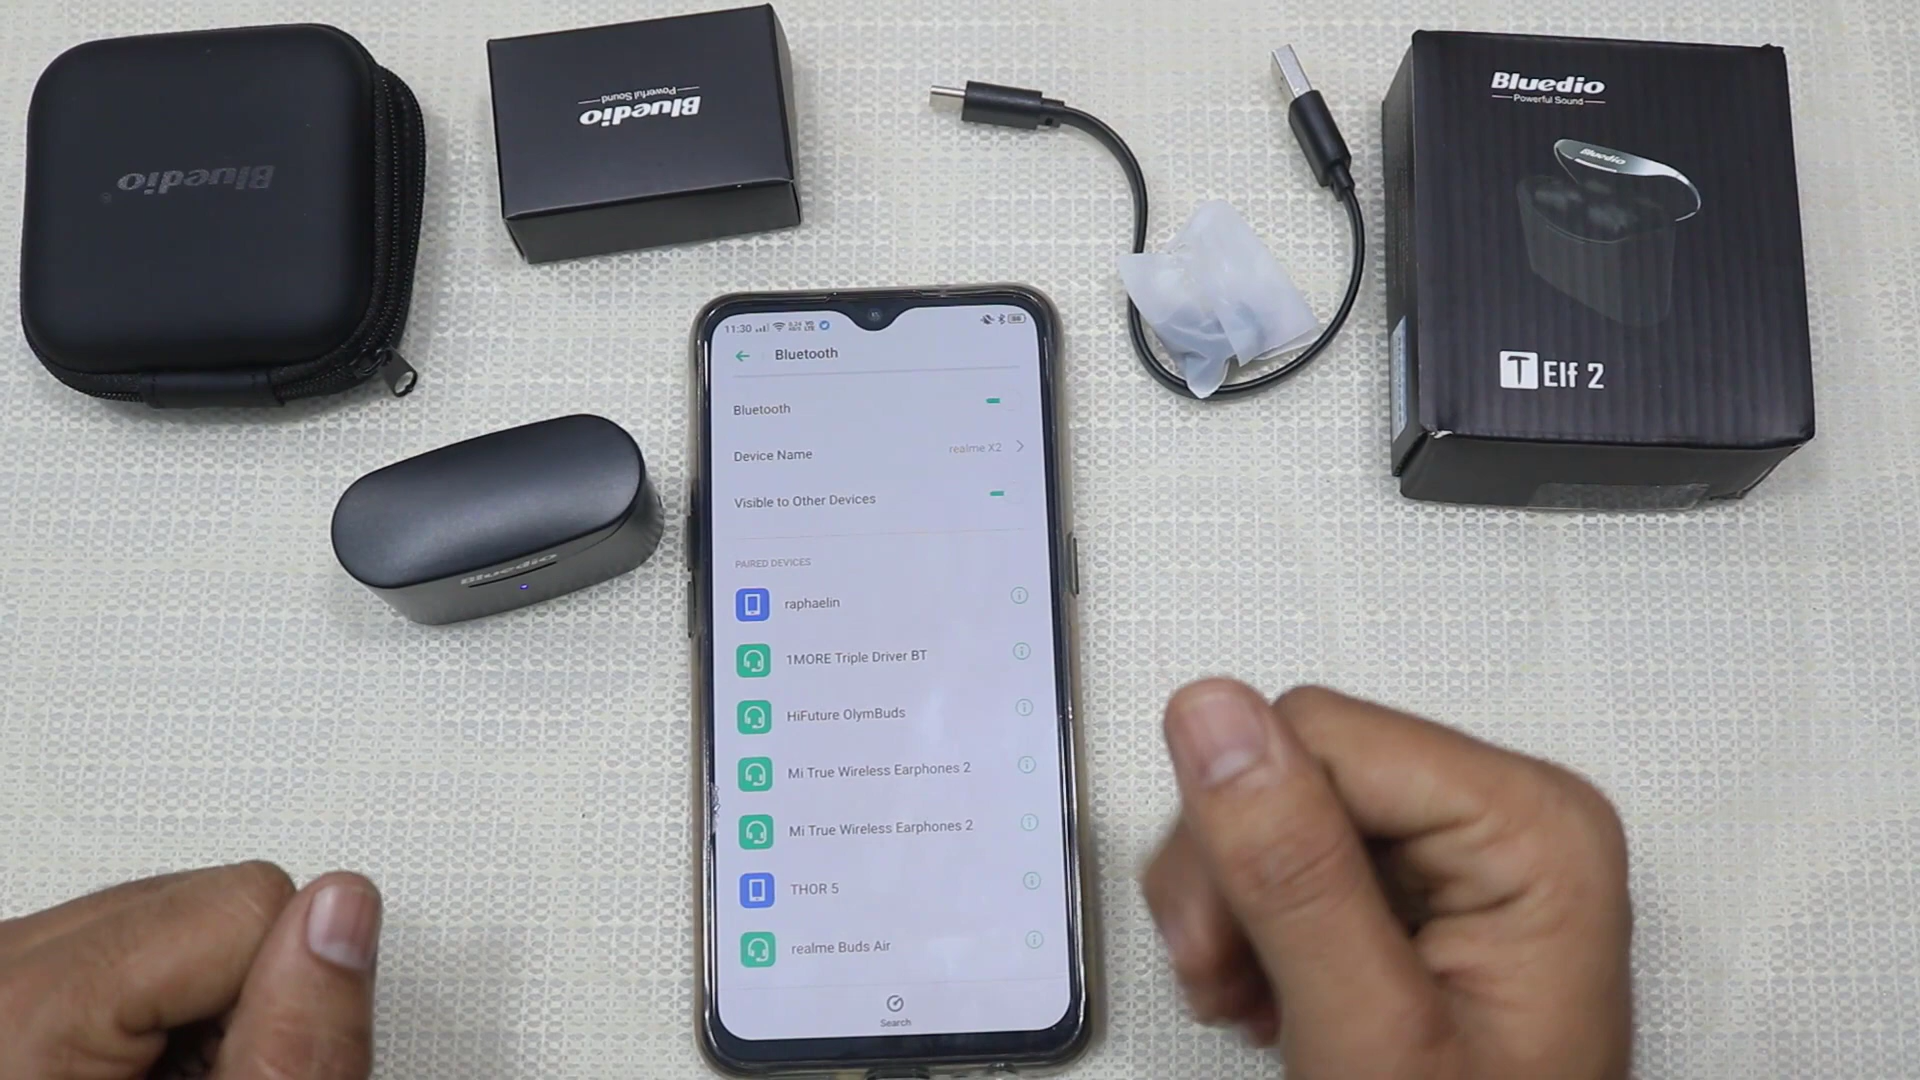 Bluedio
Bluedio
Powerful Sound
Bluedio
Powerful Sound
Bluedio
T Elf 2
Bluedio
11:30
Bluetooth
Bluetooth
Device Name realme X2
Visible to Other Devices
PAIRED DEVICES
raphaelin
1MORE Triple Driver BT
HiFuture OlymBuds
Mi True Wireless Earphones 2
Mi True Wireless Earphones 2
THOR 5
realme Buds Air
Search